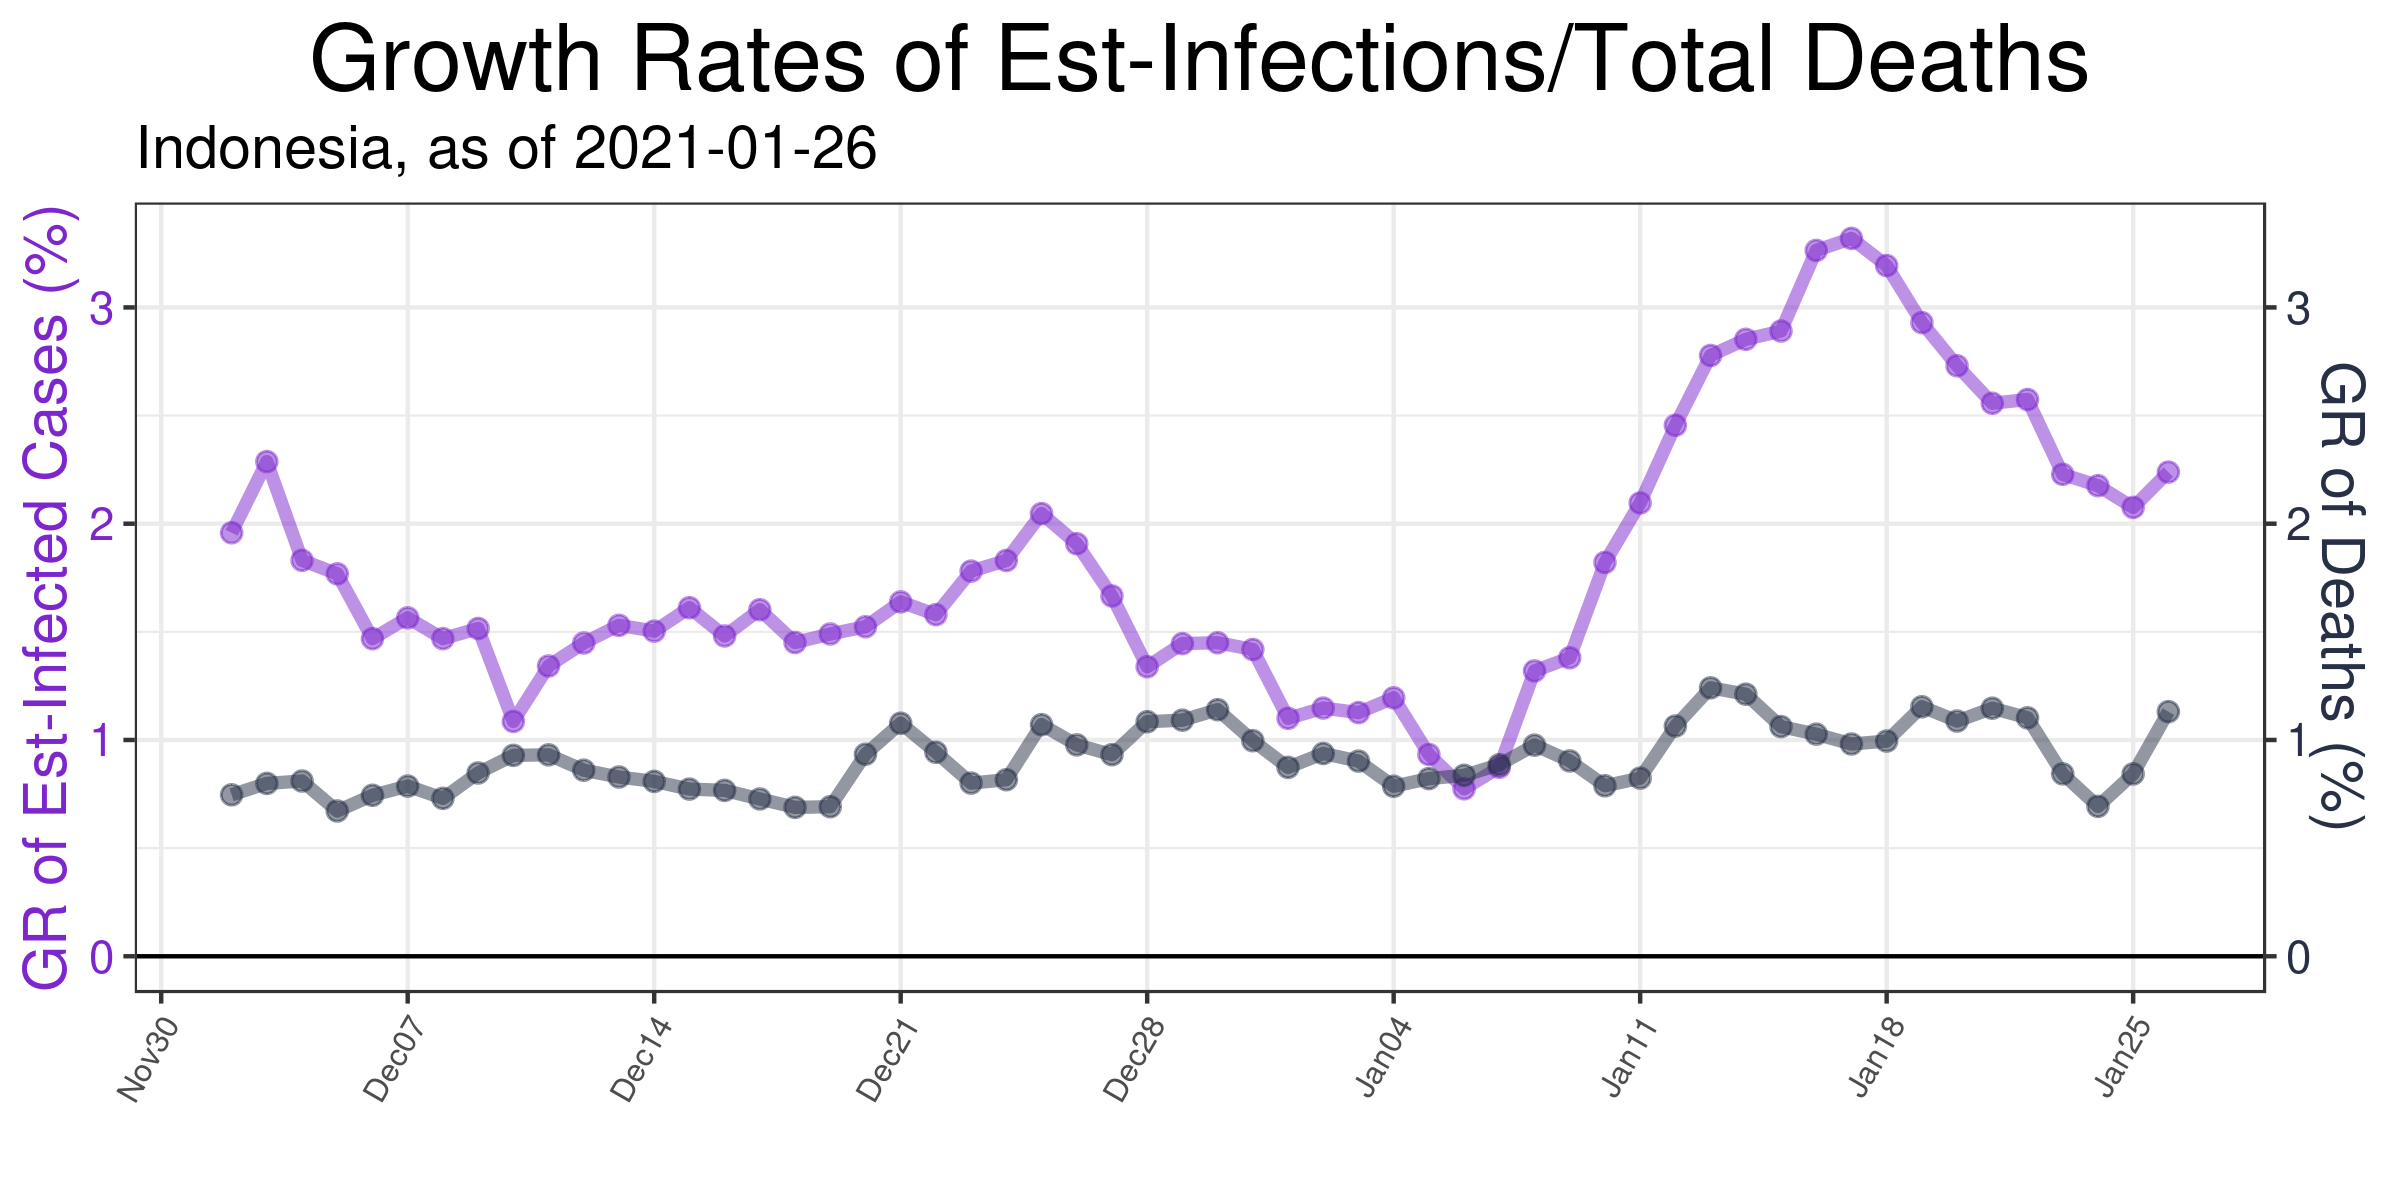 Growth Rates of Est-Infections/Total Deaths
Indonesia, as of 2021-01-26
GR of Est-Infected Cases (%)
3
2
1
0
3
2
1
0
GR of Deaths (%)
Nov30
Dec07
Dec14
Dec21
Dec28
Jan04
Jan11
Jan18
Jan25